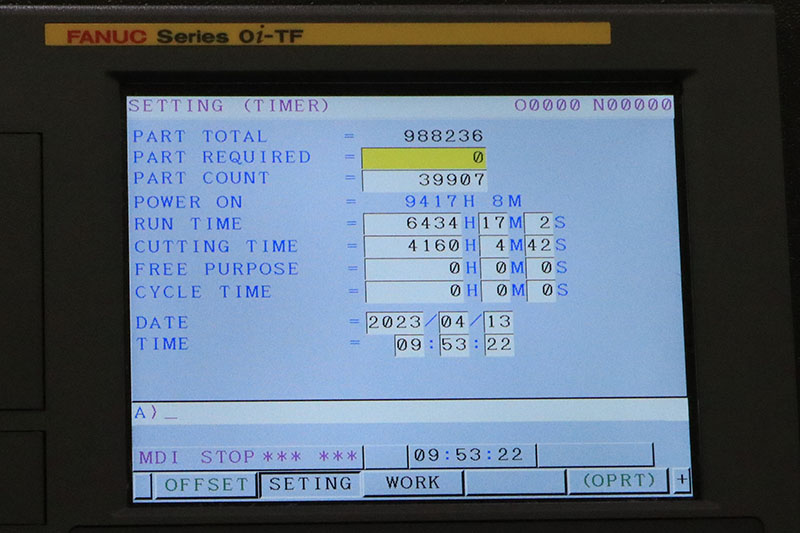 FANUC Series 0i-TF
SETTING (TIMER) O0000 N00000
PART TOTAL = 988236
PART REQUIRED = 0
PART COUNT = 39907
POWER ON = 9417H 8M
RUN TIME = 6434H17M 2S
CUTTING TIME = 4160H 4M42S
FREE PURPOSE = 0H 0M 0S
CYCLE TIME = 0H 0M 0S
DATE = 2023/04/13
TIME = 09:53:22
A)_
MDI STOP *** *** 09:53:22
OFFSET SETING WORK (OPRT) +